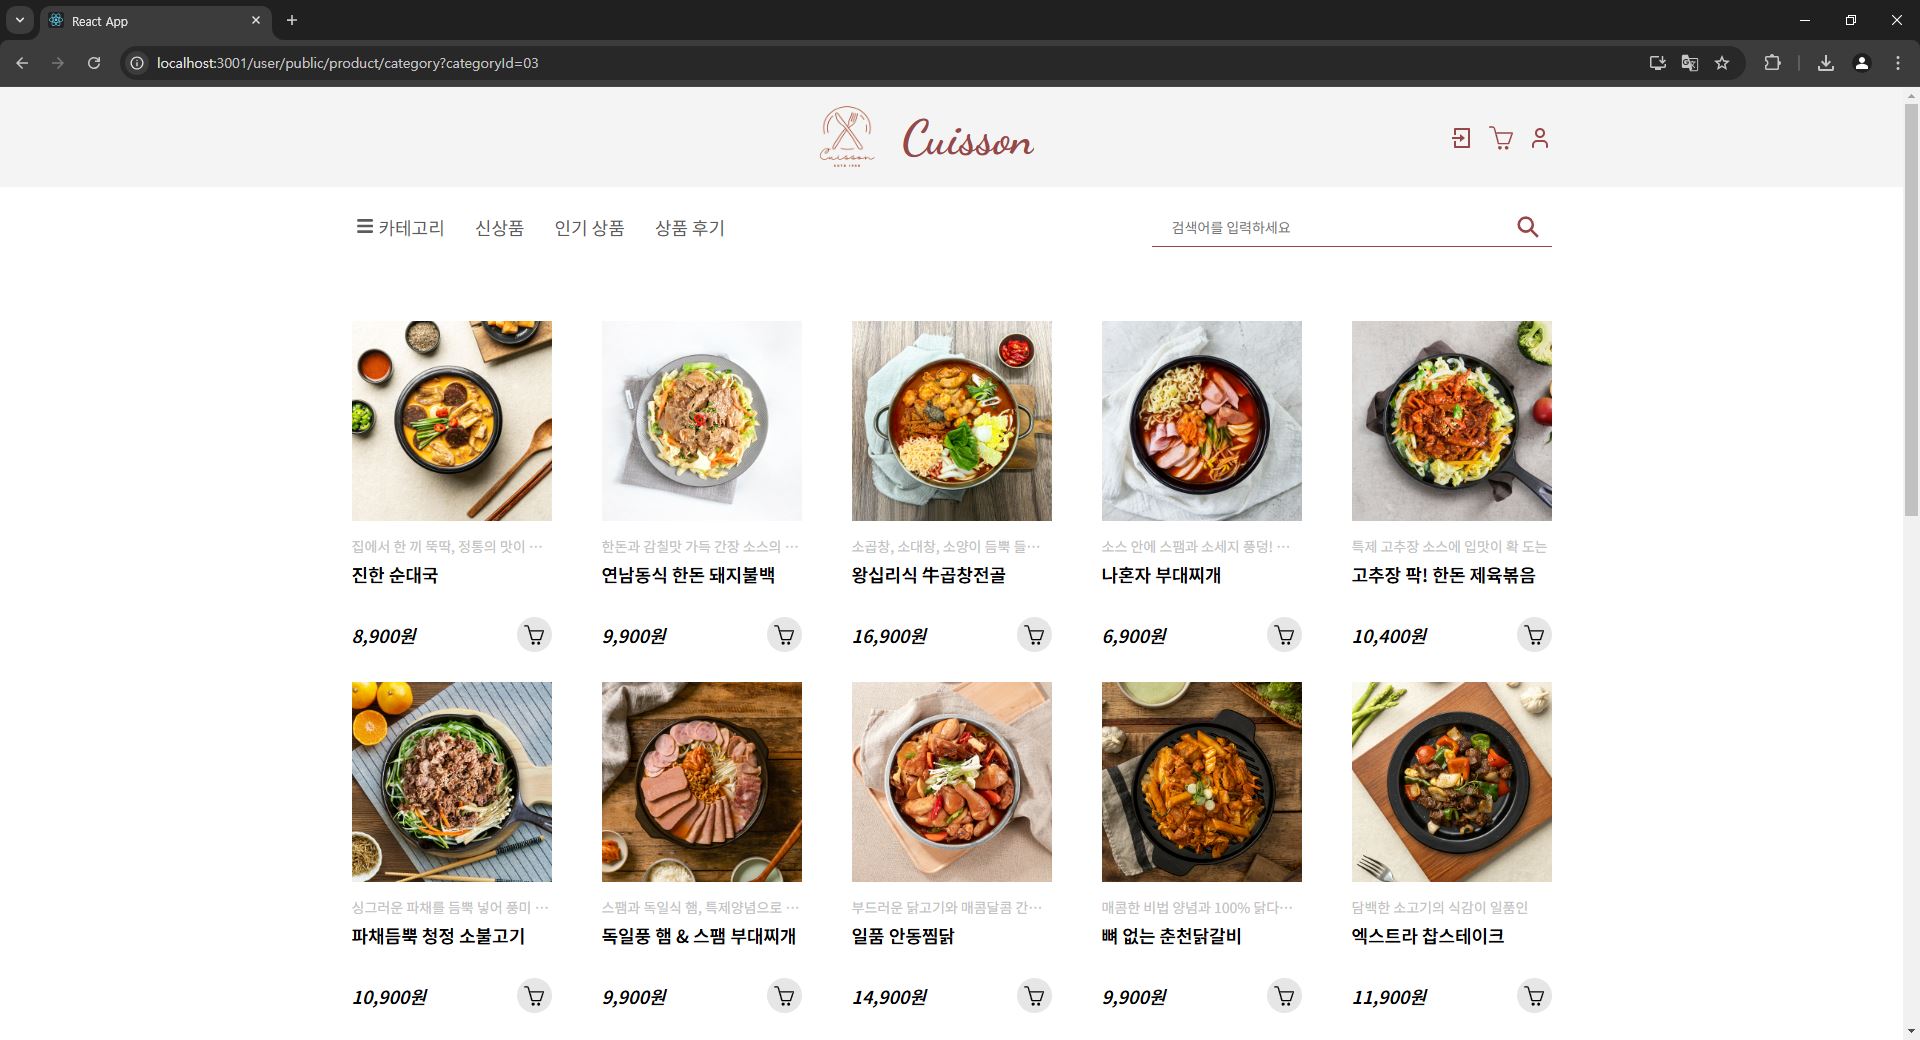 React App
localhost:3001/user/public/product/category?categoryId=03
Cuisson
Cuisson
카테고리 신상품 인기 상품 상품 후기
검색어를 입력하세요
집에서 한 끼 뚝딱, 정통의 맛이 …
진한 순대국
8,900원
한돈과 감칠맛 가득 간장 소스의 …
연남동식 한돈 돼지불백
9,900원
소곱창, 소대창, 소양이 듬뿍 들…
왕십리식 牛곱창전골
16,900원
소스 안에 스팸과 소세지 풍덩! …
나혼자 부대찌개
6,900원
특제 고추장 소스에 입맛이 확 도는
고추장 팍! 한돈 제육볶음
10,400원
싱그러운 파채를 듬뿍 넣어 풍미 …
파채듬뿍 청정 소불고기
10,900원
스팸과 독일식 햄, 특제양념으로 …
독일풍 햄 & 스팸 부대찌개
9,900원
부드러운 닭고기와 매콤달콤 간…
일품 안동찜닭
14,900원
매콤한 비법 양념과 100% 닭다…
뼈 없는 춘천닭갈비
9,900원
담백한 소고기의 식감이 일품인
엑스트라 찹스테이크
11,900원